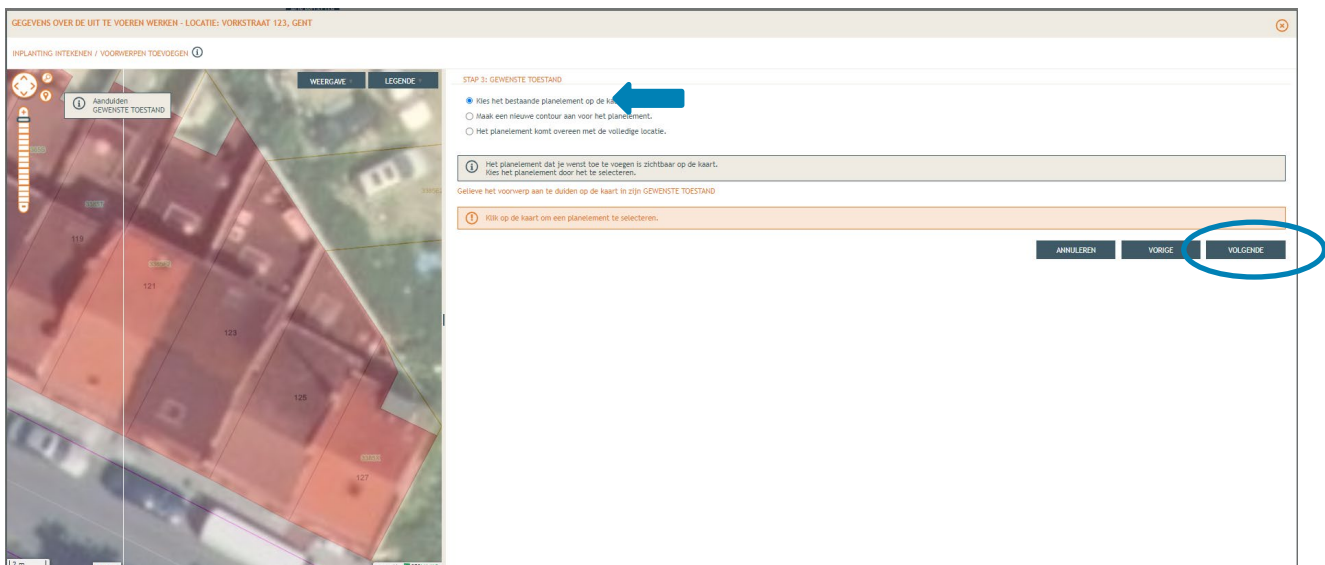 GEGEVENS OVER DE UIT TE VOEREN WERKEN - LOCATIE: VORKSTRAAT 123, GENT
INPLANTING INTEKENEN / VOORWERPEN TOEVOEGEN
WEERGAVE
LEGENDE
Aanduiden
GEWENSTE TOESTAND
119
121
123
128
127
2 m
STAP 3: GEWENSTE TOESTAND
Kies het bestaande planelement op de
Maak een nieuwe contour aan voor het planelement.
Het planelement komt overeen met de volledige locatie.
Het planelement dat je wenst toe te voegen is zichtbaar op de kaart.
Kies het planelement door het te selecteren.
Gelieve het voorwerp aan te duiden op de kaart in zijn GEWENSTE TOESTAND
Klik op de kaart om een planelement te selecteren.
ANNULEREN
VORIGE
VOLGENDE